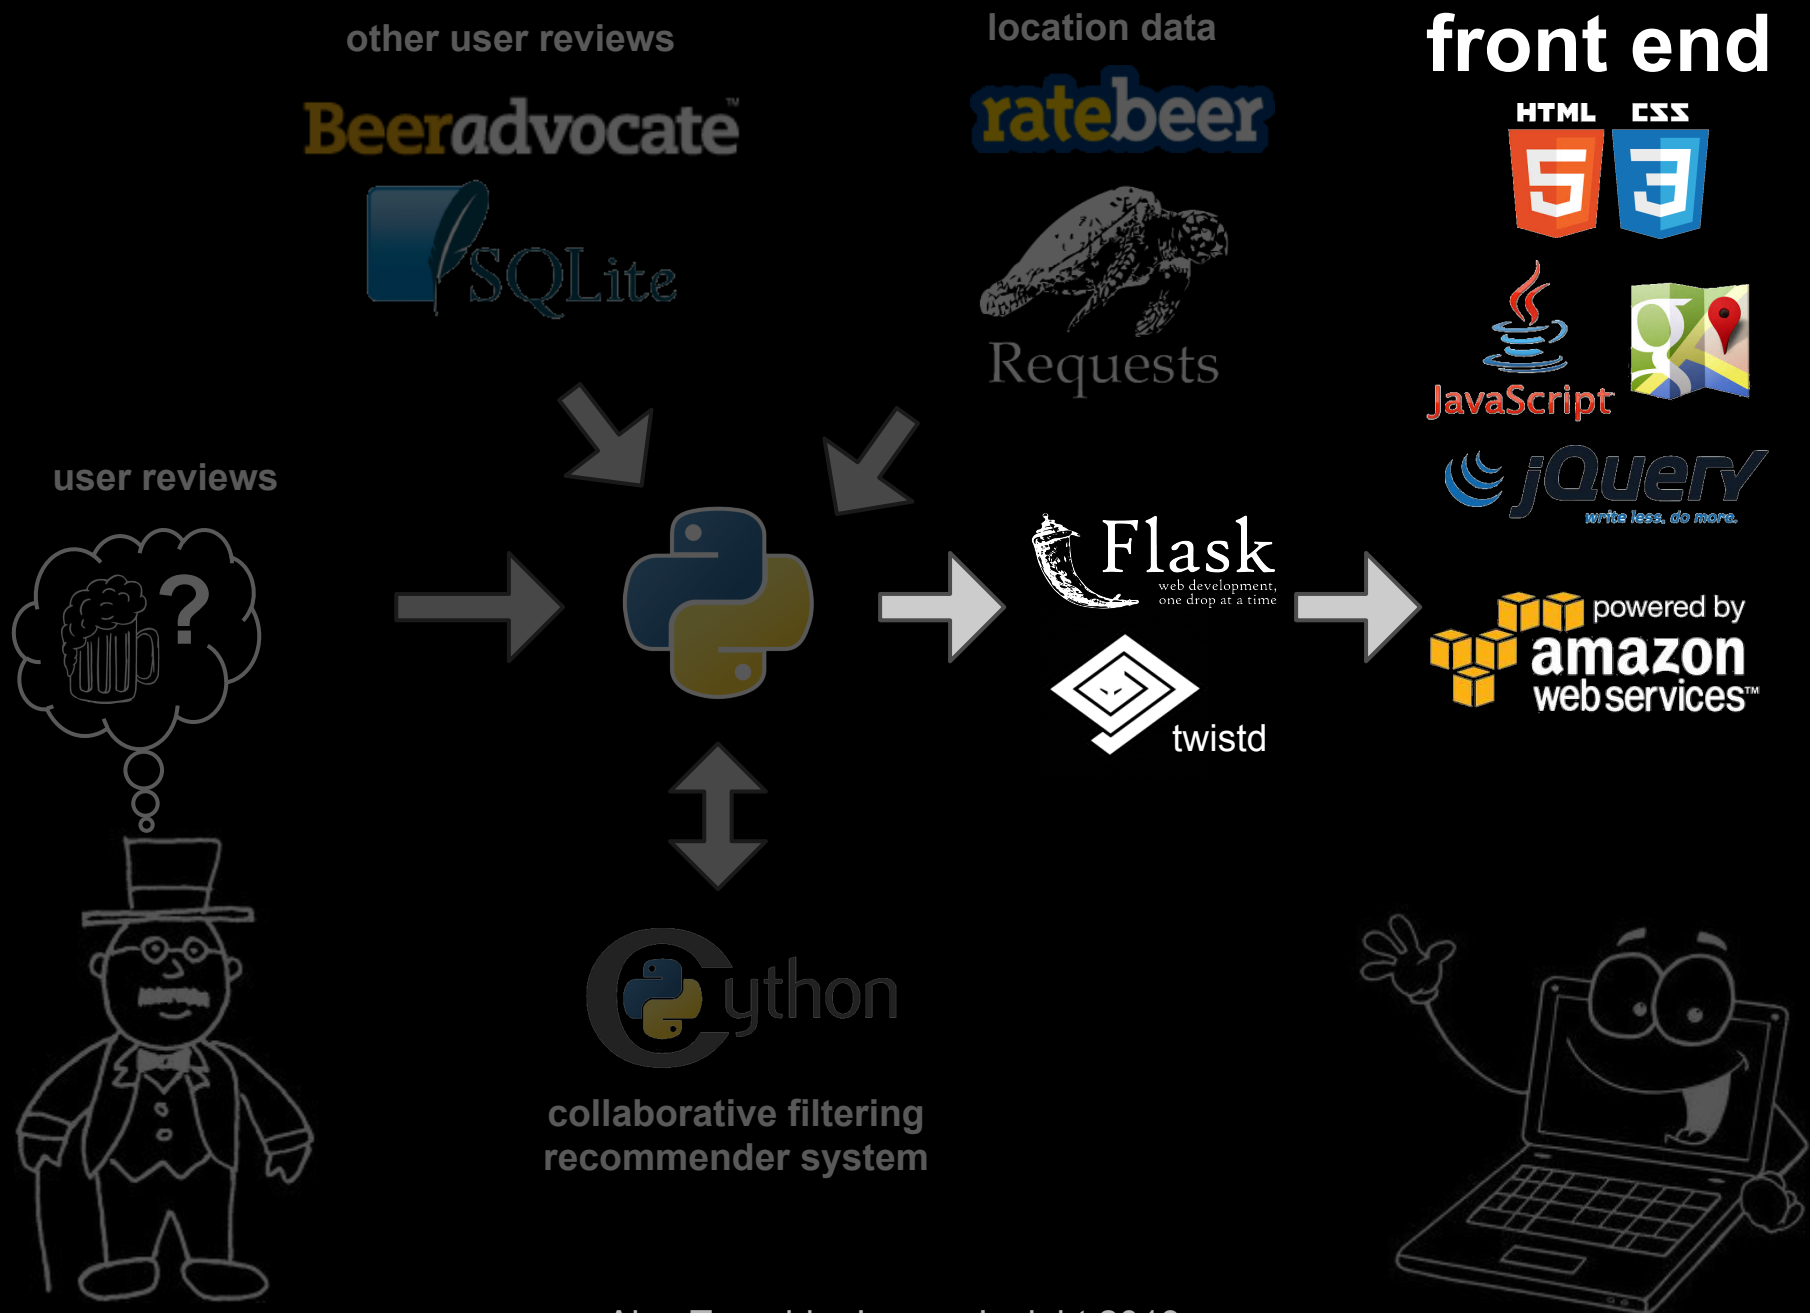 other user reviews
Beeradvocate™
SQLite
location data
ratebeer
Requests
front end
HTML CSS
5 3
JavaScript
g
jQuery
write less, do more.
user reviews
?
Flask
web development,
one drop at a time
twistd
powered by
amazon
web services™
Cython
collaborative filtering
recommender system